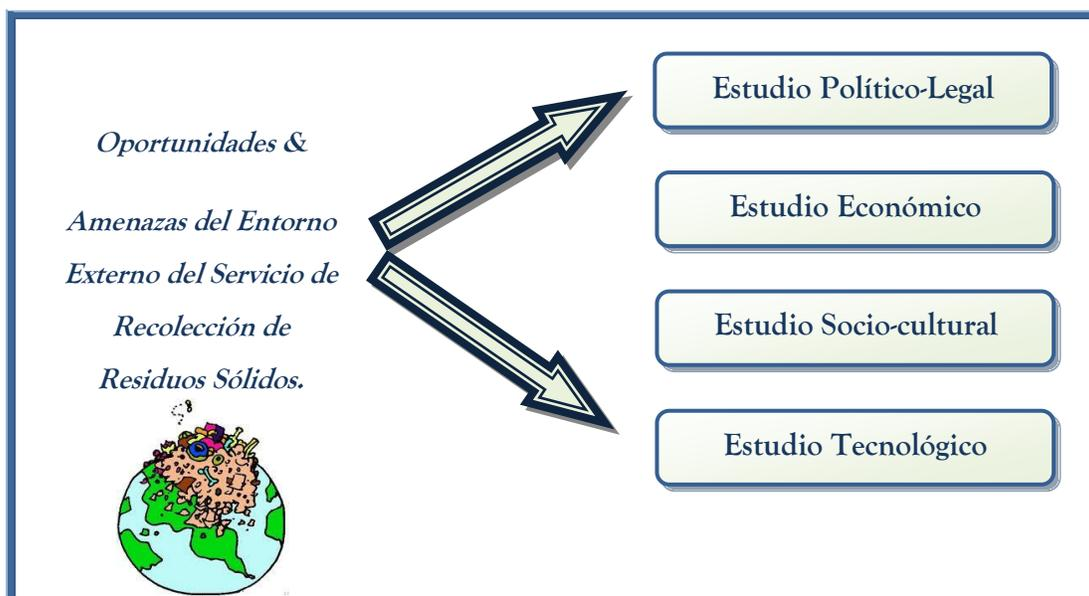 Oportunidades &
Amenazas del Entorno
Externo del Servicio de
Recolección de
Residuos Sólidos.
Estudio Político-Legal
Estudio Económico
Estudio Socio-cultural
Estudio Tecnológico